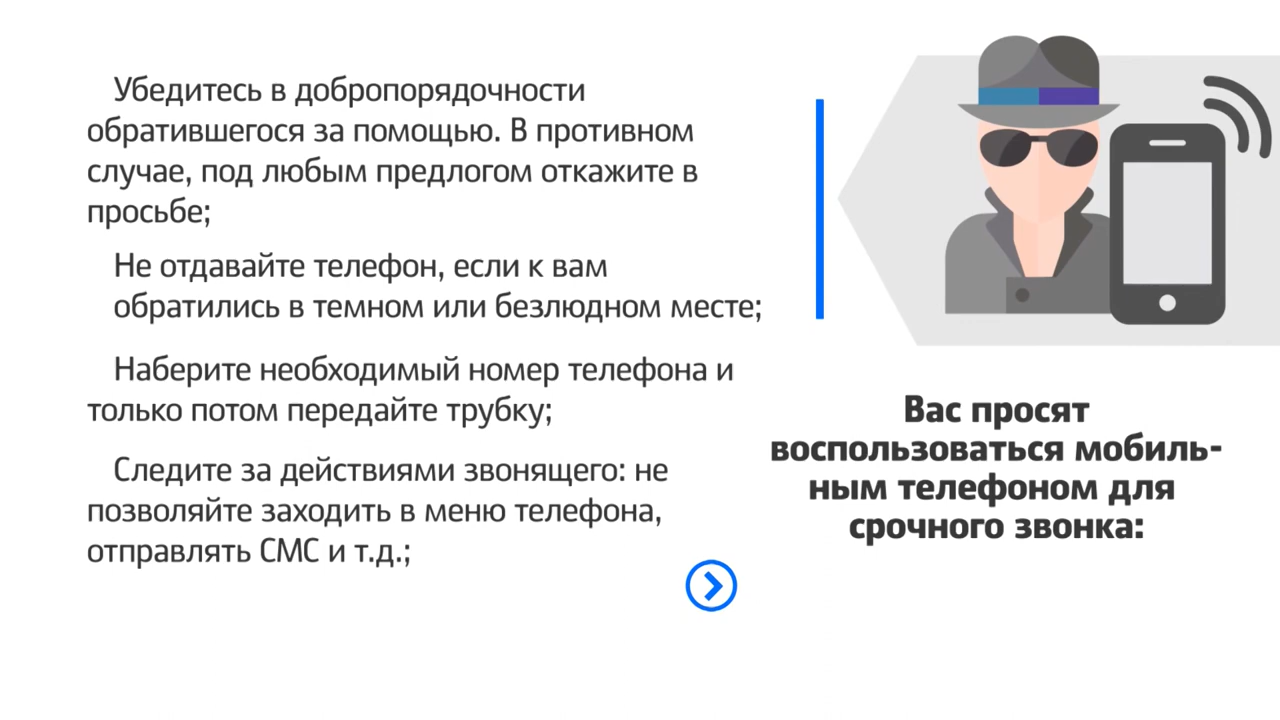 Убедитесь в добропорядочности
обратившегося за помощью. В противном
случае, под любым предлогом откажите в
просьбе;
Не отдавайте телефон, если к вам
обратились в темном или безлюдном месте;
Наберите необходимый номер телефона и
только потом передайте трубку;
Следите за действиями звонящего: не
позволяйте заходить в меню телефона,
отправлять СМС и т.д.;
Вас просят
воспользоваться мобиль-
ным телефоном для
срочного звонка: